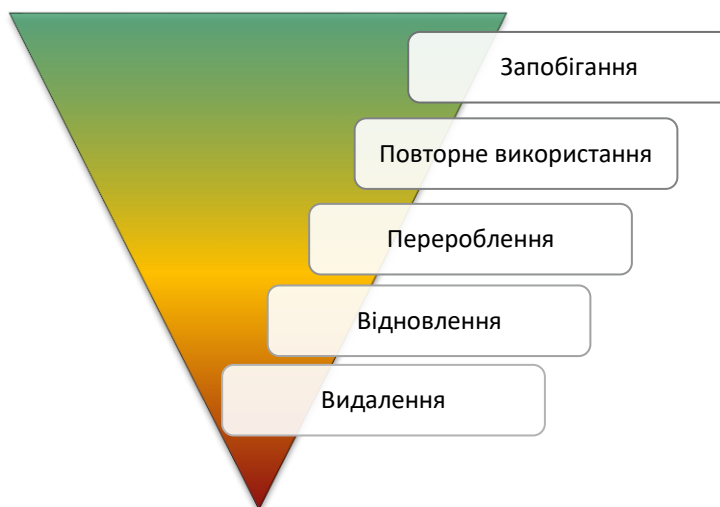 Запобігання
Повторне використання
Перероблення
Відновлення
Видалення